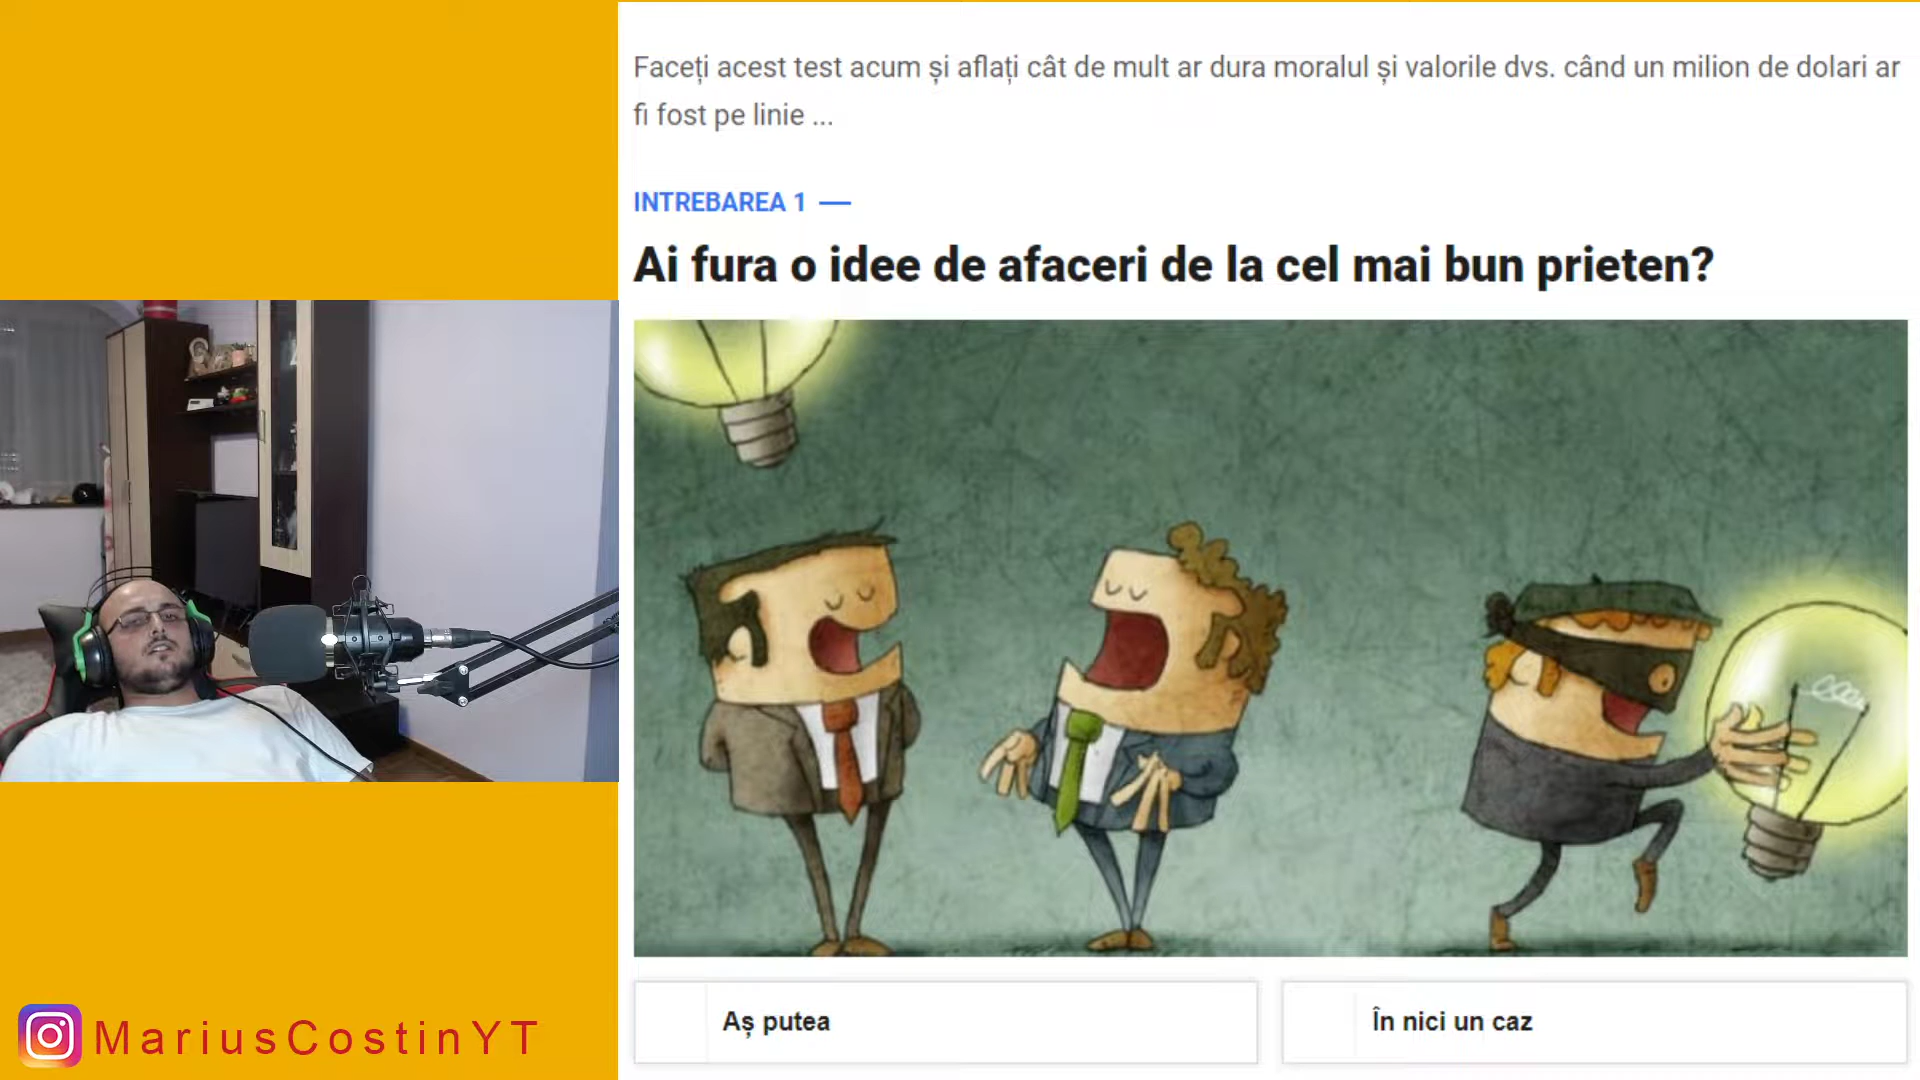 Faceți acest test acum și aflați cât de mult ar dura moralul și valorile dvs. când un milion de dolari ar
fi fost pe linie ...
INTREBAREA 1
Ai fura o idee de afaceri de la cel mai bun prieten?
Aș putea
În nici un caz
MariusCostinYT